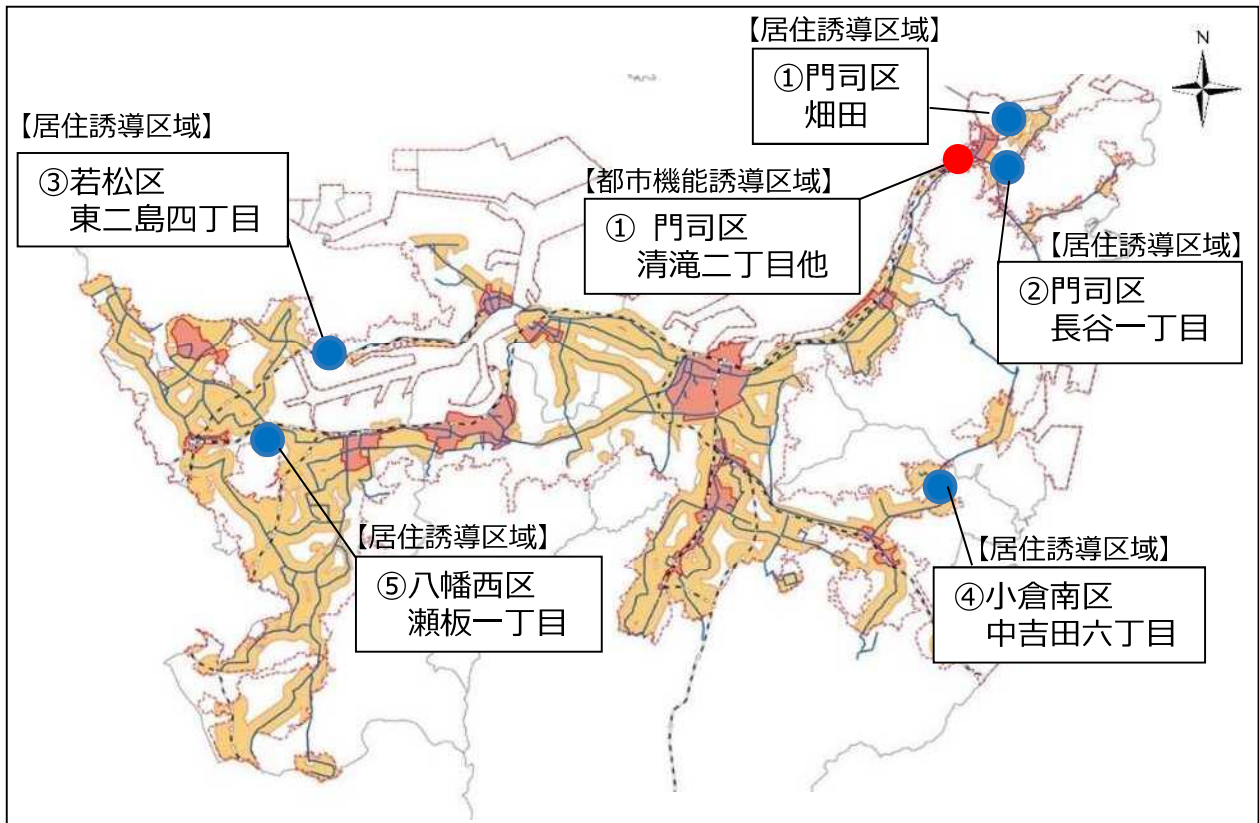 【居住誘導区域】
①門司区
畑田
N
【居住誘導区域】
③若松区
東二島四丁目
【都市機能誘導区域】
① 門司区
清滝二丁目他
【居住誘導区域】
②門司区
長谷一丁目
【居住誘導区域】
⑤八幡西区
瀬板一丁目
【居住誘導区域】
④小倉南区
中吉田六丁目